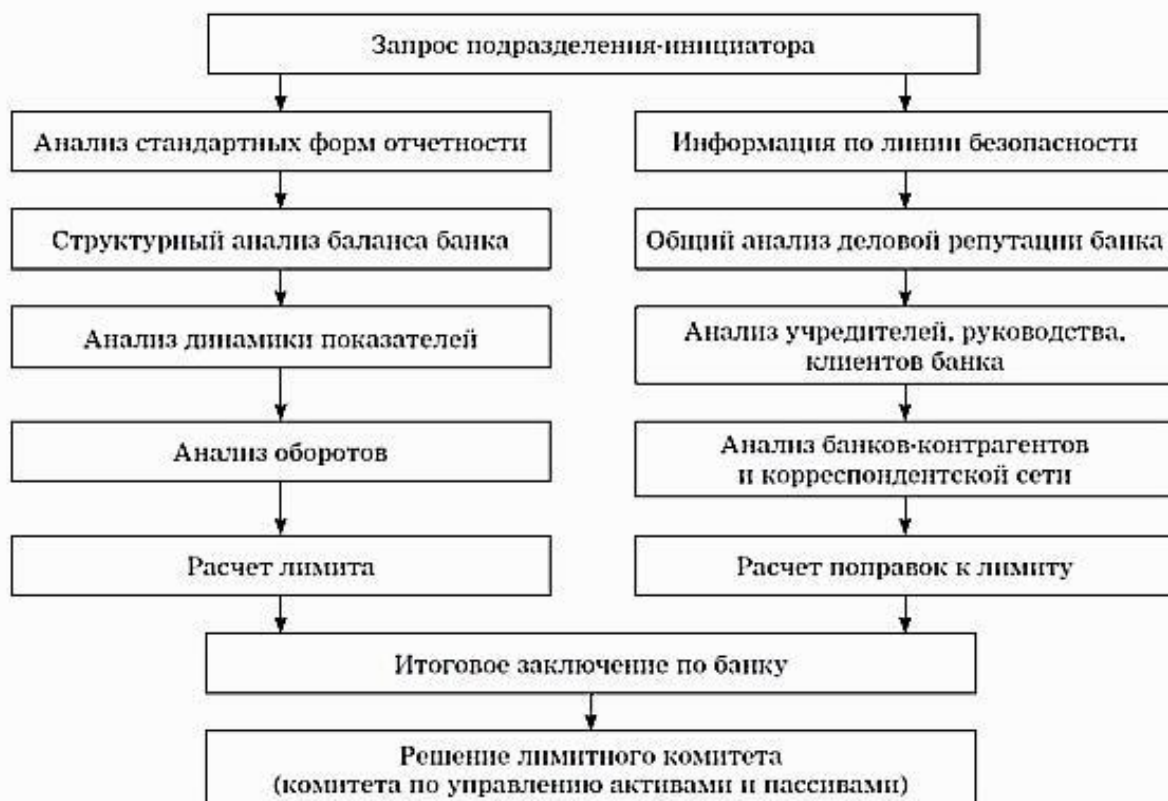 Запрос подразделения-инициатора
Анализ стандартных форм отчетности
Информация по линии безопасности
Структурный анализ баланса банка
Общий анализ деловой репутации банка
Анализ динамики показателей
Анализ учредителей, руководства,
клиентов банка
Анализ оборотов
Анализ банков-контрагентов
и корреспондентской сети
Расчет лимита
Расчет поправок к лимиту
Итоговое заключение по банку
Решение лимитного комитета
(комитета по управлению активами и пассивами)